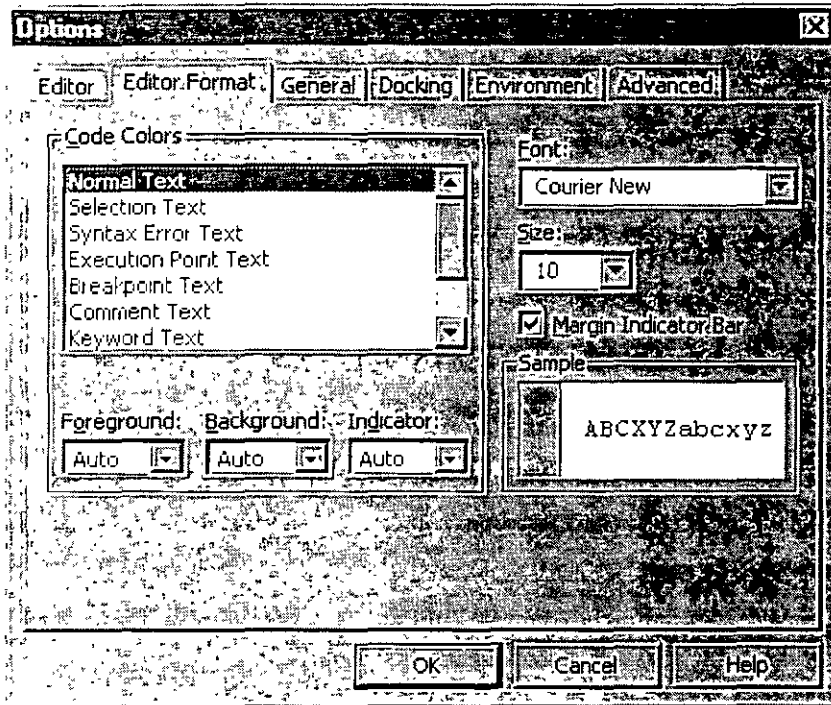 Options
Editor Editor Format General Docking Environment Advanced
Code Colors
Normal Text
Selection Text
Syntax Error Text
Execution Point Text
Breakpoint Text
Comment Text
Keyword Text
Foreground: Background: Indicator:
Auto Auto Auto
Font:
Courier New
Size:
10
Margin Indicator Bar
Sample
ABCXYZabcxyz
OK Cancel Help